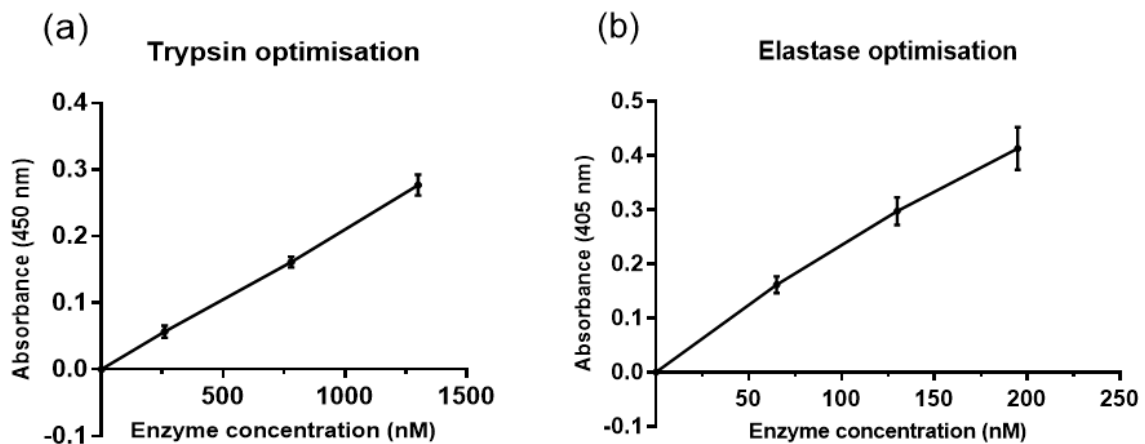 (a)
Trypsin optimisation
Absorbance (450 nm)
0.4
0.3
0.2
0.1
0.0
-0.1
500
1000
1500
Enzyme concentration (nM)
(b)
Elastase optimisation
Absorbance (405 nm)
0.5
0.4
0.3
0.2
0.1
0.0
-0.1
50
100
150
200
250
Enzyme concentration (nM)